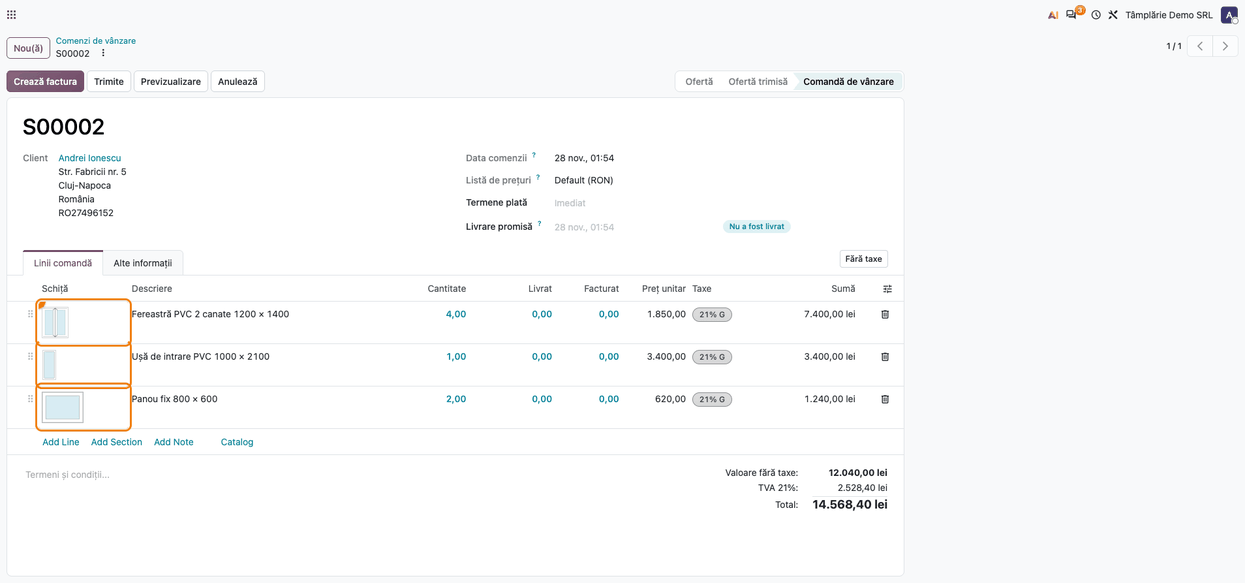 AI 3 Tâmplărie Demo SRL A
Nou(ă) Comenzi de vânzare
S00002
1 / 1
Crează factura Trimite Previzualizare Anulează Ofertă Ofertă trimisă Comandă de vânzare
S00002
Client Andrei Ionescu
Str. Fabricii nr. 5
Cluj-Napoca
România
RO27496152
Data comenzii ? 28 nov., 01:54
Listă de prețuri ? Default (RON)
Termene plată Imediat
Livrare promisă ? 28 nov., 01:54 Nu a fost livrat
Linii comandă Alte informații Fără taxe
Schiță Descriere Cantitate Livrat Facturat Preț unitar Taxe Sumă
Fereastră PVC 2 canate 1200 × 1400 4,00 0,00 0,00 1.850,00 21% G 7.400,00 lei
Ușă de intrare PVC 1000 × 2100 1,00 0,00 0,00 3.400,00 21% G 3.400,00 lei
Panou fix 800 × 600 2,00 0,00 0,00 620,00 21% G 1.240,00 lei
Add Line Add Section Add Note Catalog
Termeni și condiții...
Valoare fără taxe: 12.040,00 lei
TVA 21%: 2.528,40 lei
Total: 14.568,40 lei